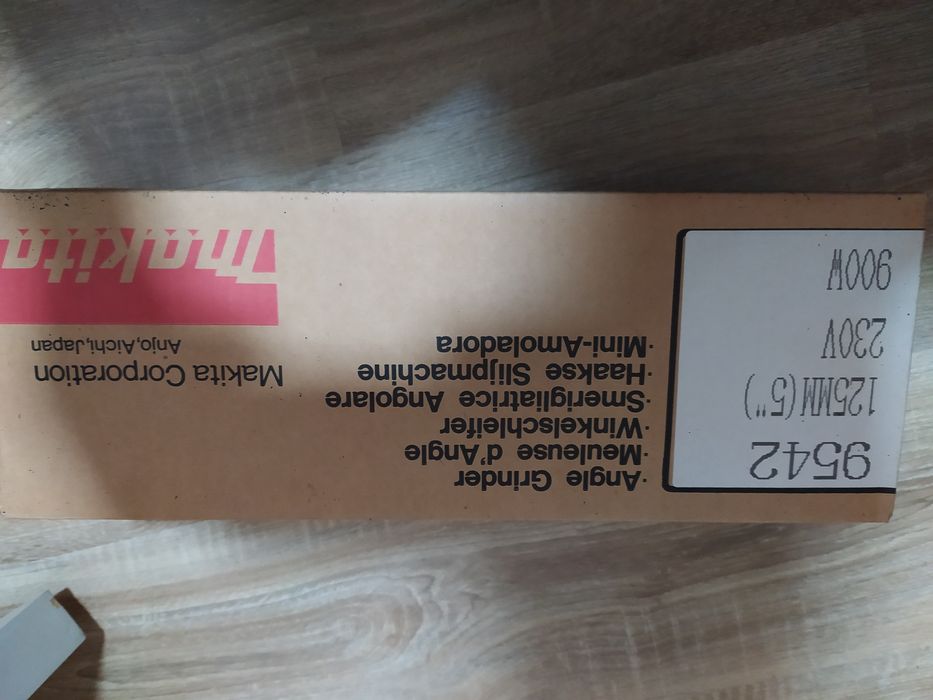 9542
125MM(5")
230V
900W
·Angle Grinder
·Meuleuse d'Angle
·Winkelschleifer
·Smerigliatrice Angolare
·Haakse Slijpmachine
·Mini-Amoladora
Makita Corporation
Anjo,Aichi,Japan
makita